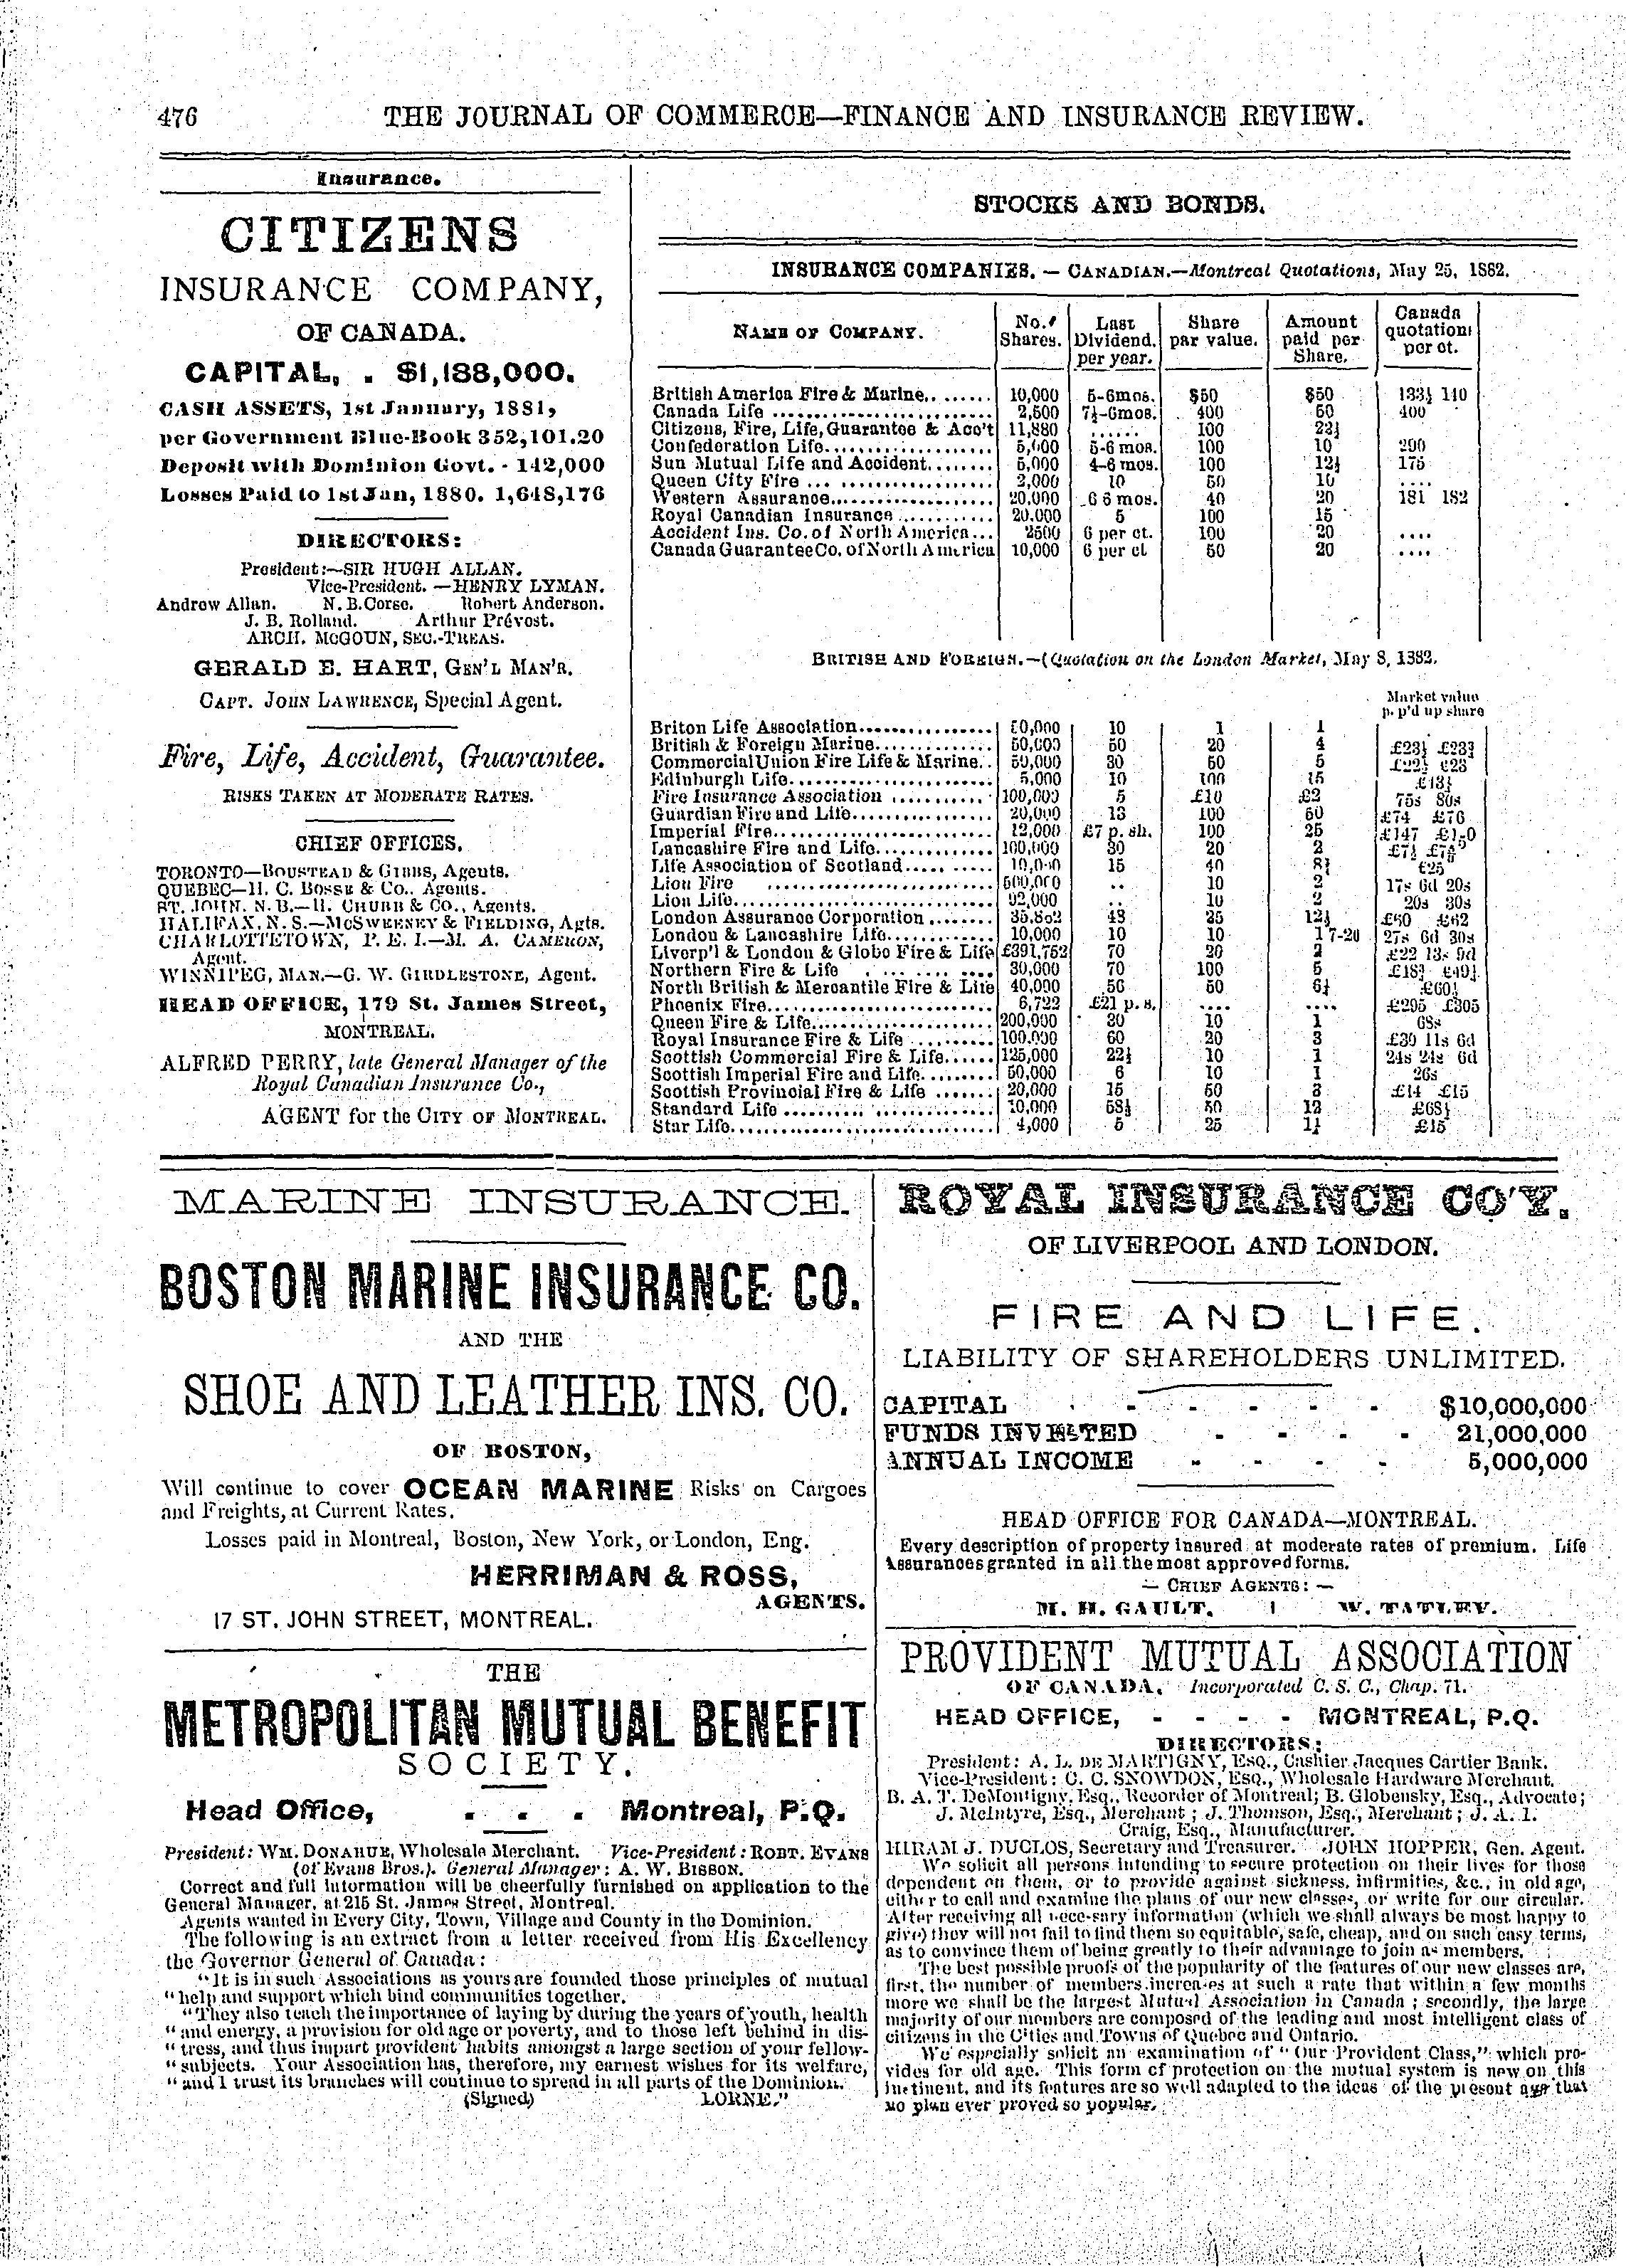 476 THE JOURNAL OF COMMERCE—FINANCE AND INSURANCE REVIEW.
Insurance.
CITIZENS
INSURANCE COMPANY,
OF CANADA.
CAPITAL, . $1,188,000.
CASH ASSETS, 1st January, 1881,
per Government Blue-Book 352,101.20
Deposit with Dominion Govt. - 142,000
Losses Paid to 1st Jan, 1880. 1,648,176
DIRECTORS:
President:—SIR HUGH ALLAN.
Vice-President.—HENRY LYMAN.
Andrew Allan. N. B. Corse. Robert Anderson.
J. B. Rolland. Arthur Prévost.
ARCH. MCGOUN, SEC.-TREAS.
GERALD E. HART, GEN'L MAN'R.
CAPT. JOHN LAWRENCE, Special Agent.
Fire, Life, Accident, Guarantee.
RISKS TAKEN AT MODERATE RATES.
CHIEF OFFICES.
TORONTO—BOUSTEAD & GIBBS, Agents.
QUEBEC—H. C. BOSSE & CO., Agents.
ST. JOHN. N. B.—H. CHUBB & CO., Agents.
HALIFAX, N. S.—MCSWEENEY & FIELDING, Agts.
CHARLOTTETOWN, P. E. I.—M. A. CAMERON,
Agent.
WINNIPEG, MAN.—G. W. GIRDLESTONE, Agent.
HEAD OFFICE, 179 St. James Street,
MONTREAL.
ALFRED PERRY, late General Manager of the
Royal Canadian Insurance Co.,
AGENT for the CITY OF MONTREAL.
STOCKS AND BONDS.
INSURANCE COMPANIES. — CANADIAN.—Montreal Quotations, May 25, 1882.
NAME OF COMPANY. No. Shares. Last Dividend. per year. Share par value. Amount paid per Share. Canada quotations per ct.
British America Fire & Marine 10,000 5-6mos. $50 $50 133½ 140
Canada Life 2,500 7½-6mos. 400 50 400
Citizens, Fire, Life, Guarantee & Acc't 11,880 ...... 100 23½
Confederation Life 5,000 5-6 mos. 100 10 290
Sun Mutual Life and Accident 5,000 4-6 mos. 100 12½ 175
Queen City Fire 2,000 10 50 10 ....
Western Assurance 20,000 6 6 mos. 40 20 181 182
Royal Canadian Insurance 20.000 5 100 15
Accident Ins. Co. of North America... 2500 6 per ct. 100 20 ....
Canada Guarantee Co. of North America 10,000 6 per ct 50 20 ....
BRITISH AND FOREIGN.—(Quotation on the London Market, May 8, 1882.
Market value
p. p'd up share
Briton Life Association 10 1 1
British & Foreign Marine 50,000 50 20 4 £23¼ £23¾
Commercial Union Fire Life & Marine 50,000 30 50 5 £22½ £23
Edinburgh Life 5,000 10 100 15
Fire Insurance Association 100,000 5 £10 £2 75s 80s
Guardian Fire and Life 20,000 13 100 50 £74 £76
Imperial Fire 12,000 £7 p. sh. 100 25 £147
Lancashire Fire and Life 100,000 30 20 2
Life Association of Scotland 10,000 15 40 £25
Lion Fire 500,000 .. 10 2 17s 6d 20s
Lion Life 92,000 .. 10 2 20s 30s
London Assurance Corporation 35,862 48 25 12½ £60 £62
London & Lancashire Life 10,000 10 10 1 7-20 27s 6d 30s
Liverp'l & London & Globe Fire & Life £391,752 70 20 2 £22 13s 9d
Northern Fire & Life 30,000 70 100 5
North British & Mercantile Fire & Life 40,000 56 50 6¼ £60½
Phoenix Fire 6,722 £21 p. s. .... .... £295 £305
Queen Fire & Life 200,000 30 10 1 68s
Royal Insurance Fire & Life 100.000 60 20 3 £30 11s 6d
Scottish Commercial Fire & Life 125,000 22½ 10 1 24s 24s 6d
Scottish Imperial Fire and Life 50,000 6 10 1 26s
Scottish Provincial Fire & Life 20,000 15 50 3 £14 £15
Standard Life 10,000 58½ 50 12 £68½
Star Life 4,000 5 25 1¼ £15
MARINE INSURANCE.
BOSTON MARINE INSURANCE CO.
AND THE
SHOE AND LEATHER INS. CO.
OF BOSTON,
Will continue to cover OCEAN MARINE Risks on Cargoes
and Freights, at Current Rates.
Losses paid in Montreal, Boston, New York, or London, Eng.
HERRIMAN & ROSS,
AGENTS.
17 ST. JOHN STREET, MONTREAL.
THE
METROPOLITAN MUTUAL BENEFIT
SOCIETY.
Head Office, - - - Montreal, P.Q.
President: WM. DONAHUE, Wholesale Merchant. Vice-President: ROBT. EVANS
(of Evans Bros.). General Manager: A. W. BISSON.
Correct and full information will be cheerfully furnished on application to the
General Manager, at 215 St. James Street, Montreal.
Agents wanted in Every City, Town, Village and County in the Dominion.
The following is an extract from a letter received from His Excellency
the Governor General of Canada:
"It is in such Associations as yours are founded those principles of mutual
"help and support which bind communities together.
"They also teach the importance of laying by during the years of youth, health
"and energy, a provision for old age or poverty, and to those left behind in dis-
"tress, and thus impart provident habits amongst a large section of your fellow-
"subjects. Your Association has, therefore, my earnest wishes for its welfare,
"and I trust its branches will continue to spread in all parts of the Dominion.
(Signed) LORNE."
ROYAL INSURANCE CO'Y.
OF LIVERPOOL AND LONDON.
FIRE AND LIFE.
LIABILITY OF SHAREHOLDERS UNLIMITED.
CAPITAL - - - - - $10,000,000
FUNDS INVESTED - - - - 21,000,000
ANNUAL INCOME - - - - 5,000,000
HEAD OFFICE FOR CANADA—MONTREAL.
Every description of property insured at moderate rates of premium. Life
Assurances granted in all the most approved forms.
— CHIEF AGENTS: —
M. H. GAULT. | W. TATLEY.
PROVIDENT MUTUAL ASSOCIATION
OF CANADA. Incorporated C. S. C., Chap. 71.
HEAD OFFICE, - - - - MONTREAL, P.Q.
DIRECTORS:
President: A. L. DE MARTIGNY, ESQ., Cashier Jacques Cartier Bank.
Vice-President: C. C. SNOWDON, ESQ., Wholesale Hardware Merchant.
B. A. T. DeMontigny, Esq., Recorder of Montreal; B. Globensky, Esq., Advocate;
J. McIntyre, Esq., Merchant; J. Thomson, Esq., Merchant; J. A. I.
Craig, Esq., Manufacturer.
HIRAM J. DUCLOS, Secretary and Treasurer. JOHN HOPPER, Gen. Agent.
We solicit all persons intending to secure protection on their lives for those
dependent on them, or to provide against sickness, infirmities, &c., in old age,
either to call and examine the plans of our new classes, or write for our circular.
After receiving all necessary information (which we shall always be most happy to
give) they will not fail to find them so equitable, safe, cheap, and on such easy terms,
as to convince them of being greatly to their advantage to join as members.
The best possible proofs of the popularity of the features of our new classes are,
first, the number of members increases at such a rate that within a few months
more we shall be the largest Mutual Association in Canada; secondly, the large
majority of our members are composed of the leading and most intelligent class of
citizens in the Cities and Towns of Quebec and Ontario.
We especially solicit an examination of "Our Provident Class," which pro-
vides for old age. This form of protection on the mutual system is new on this
intinent, and its features are so well adapted to the ideas of the present age that
no plan ever proved so popular.